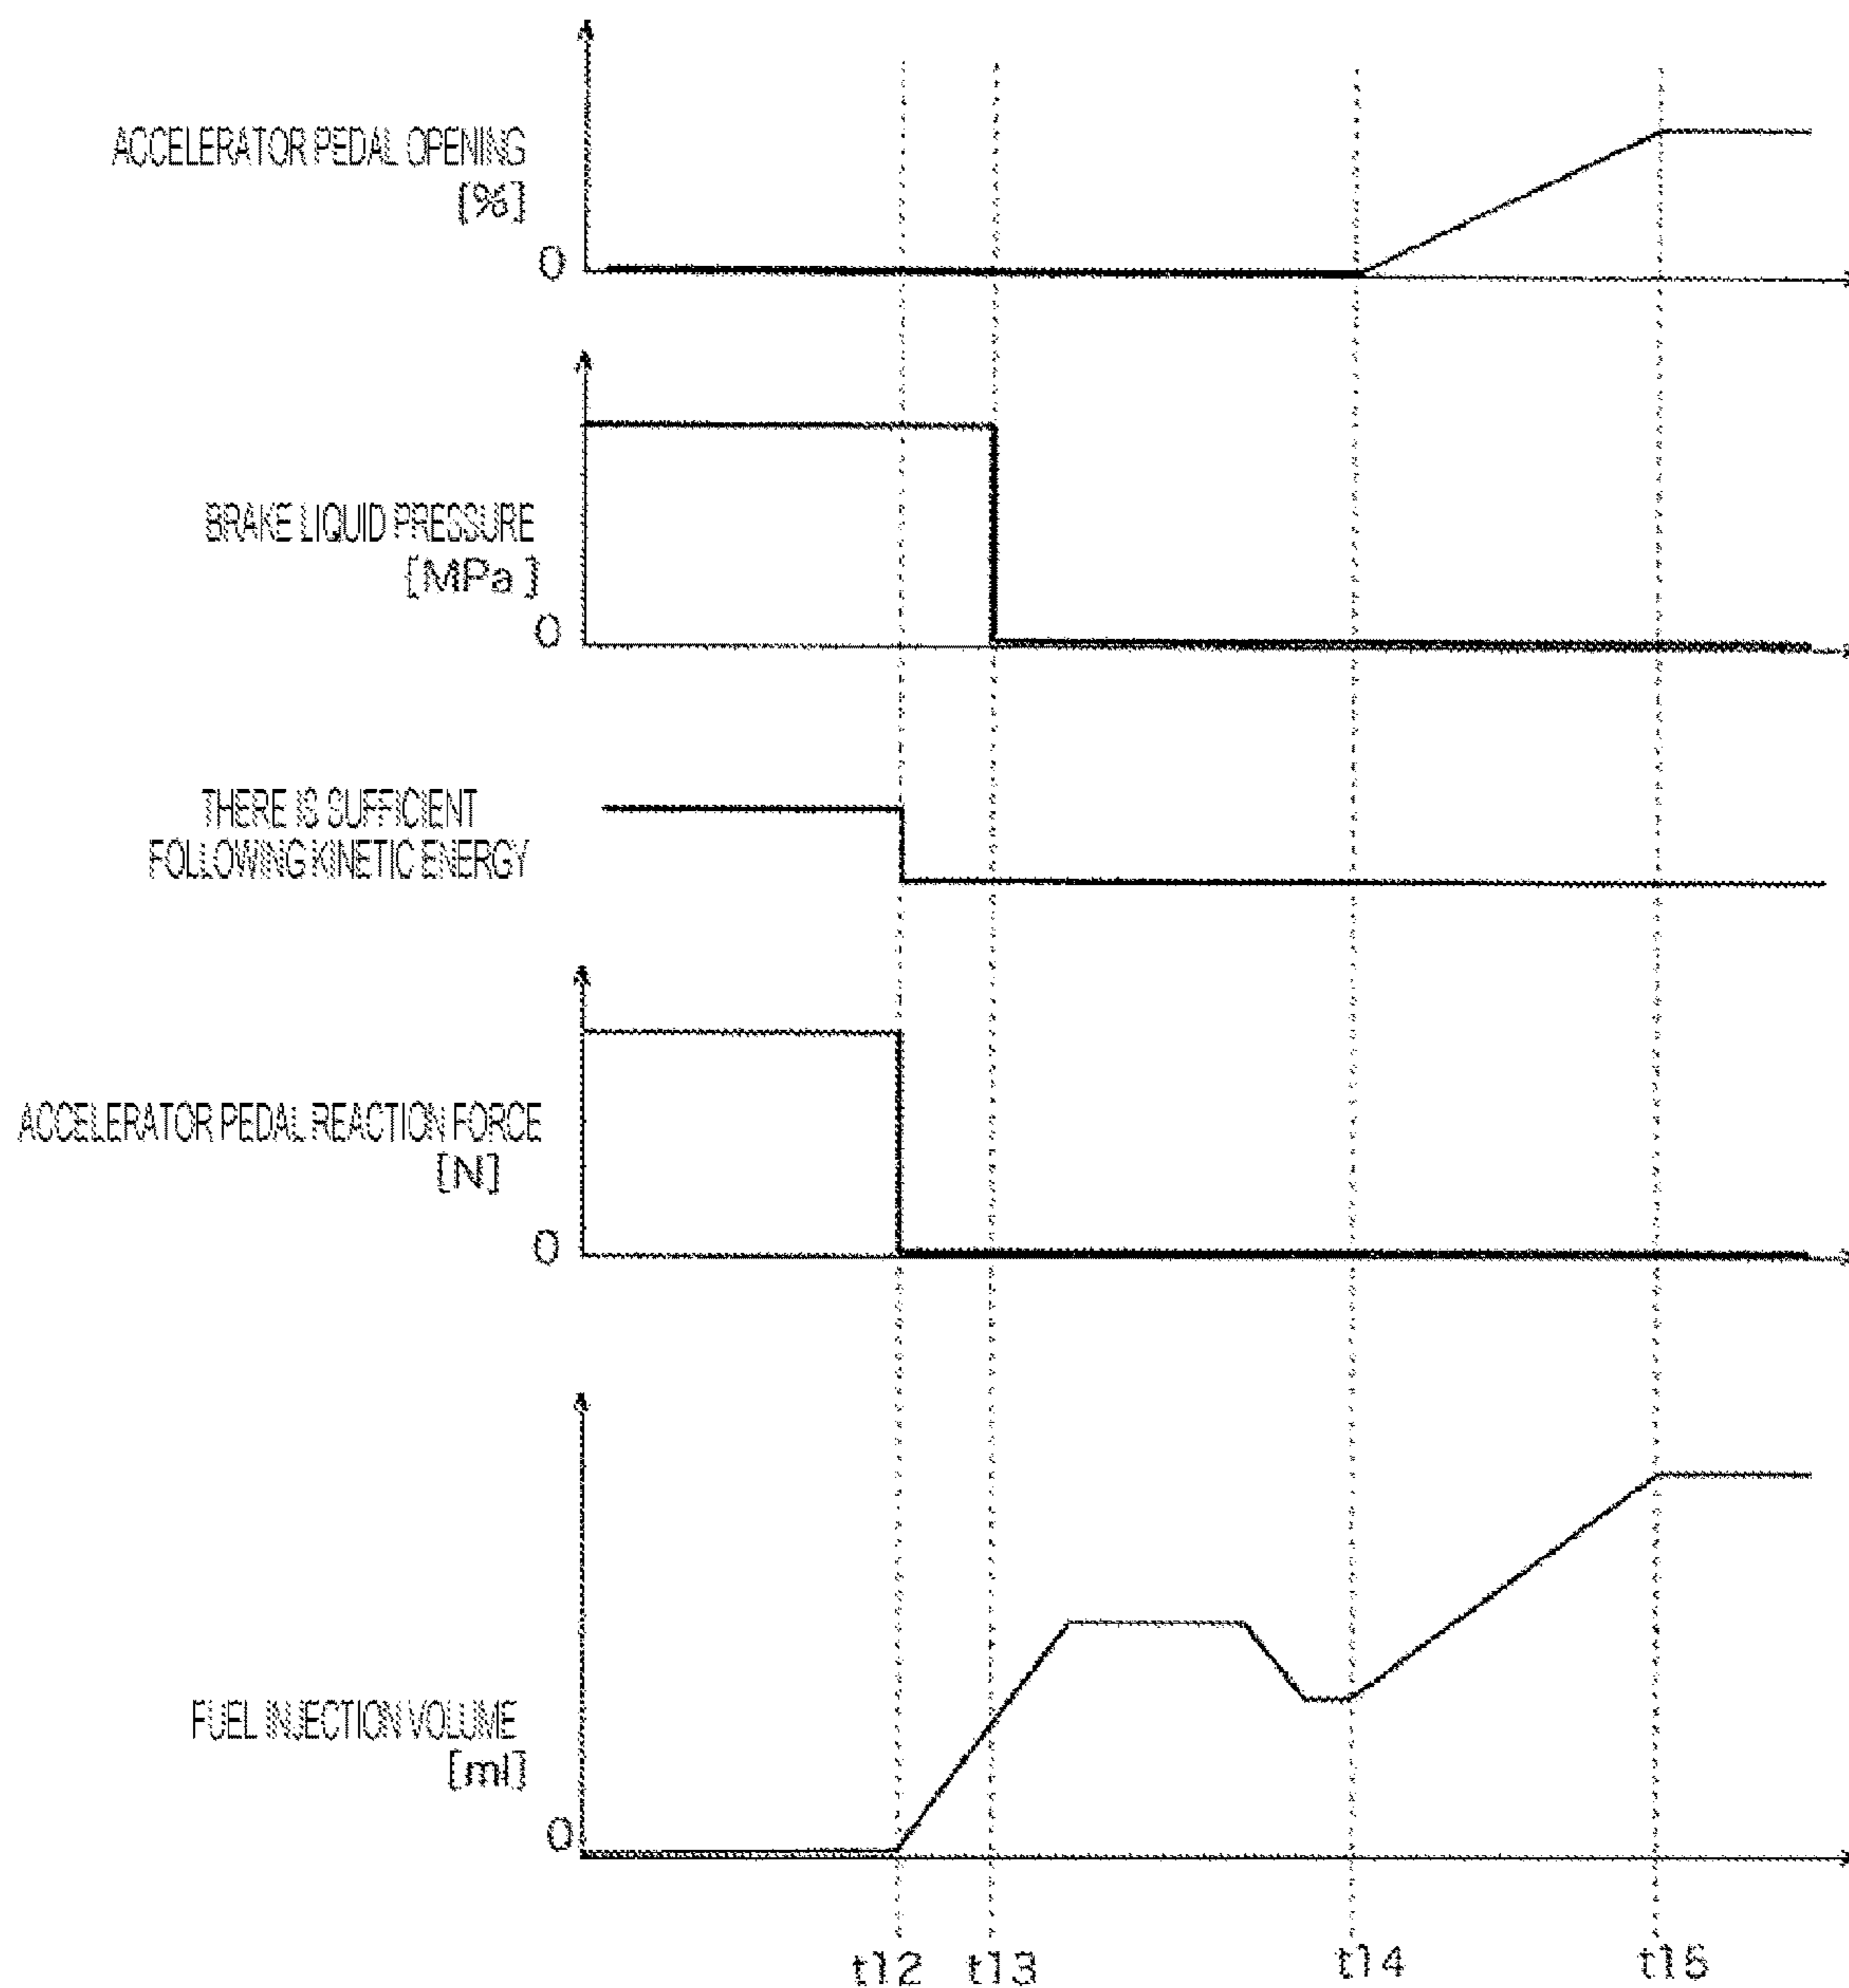 ACCELERATOR PEDAL OPENING
[%]
0
BRAKE LIQUID PRESSURE
[MPa]
0
THERE IS SUFFICIENT
FOLLOWING KINETIC ENERGY
ACCELERATOR PEDAL REACTION FORCE
[N]
0
FUEL INJECTION VOLUME
[ml]
0
t12 t13 t14 t15